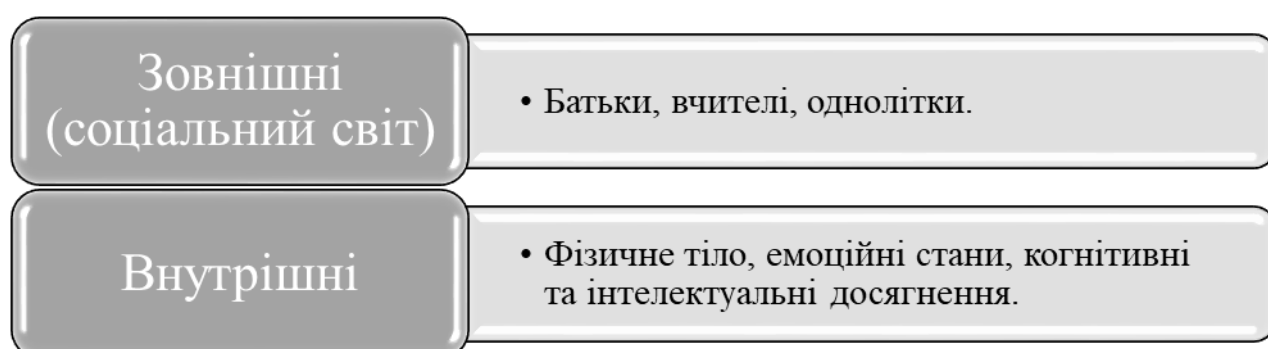 Зовнішні
(соціальний світ)
• Батьки, вчителі, однолітки.
Внутрішні
• Фізичне тіло, емоційні стани, когнітивні
та інтелектуальні досягнення.